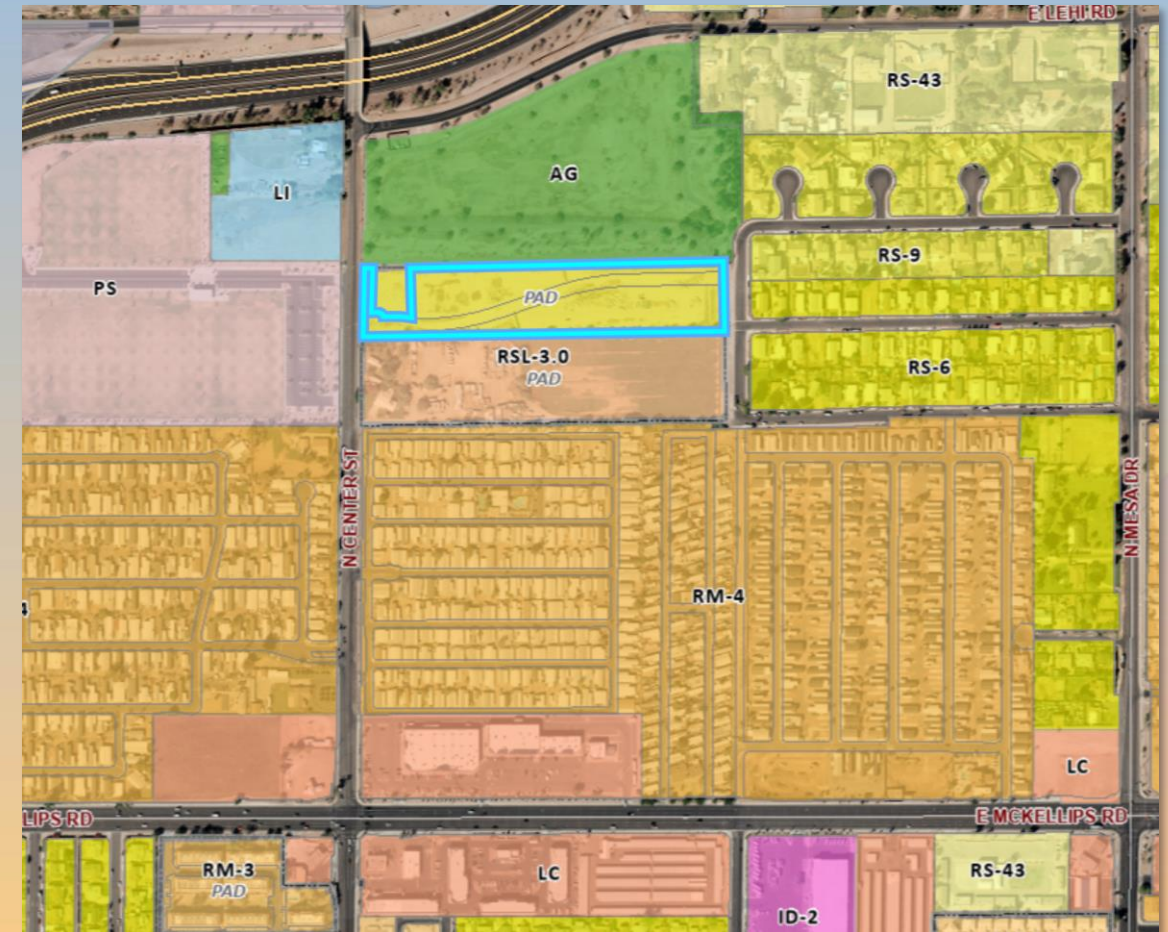 E LEHI RD
RS-43
AG
LI
RS-9
PS
PAD
RSL-3.0
PAD
RS-6
N CENTER ST
N MESA DR
RM-4
4
LC
LIPS RD
E MCKELLIPS RD
RM-3
PAD
LC
RS-43
ID-2